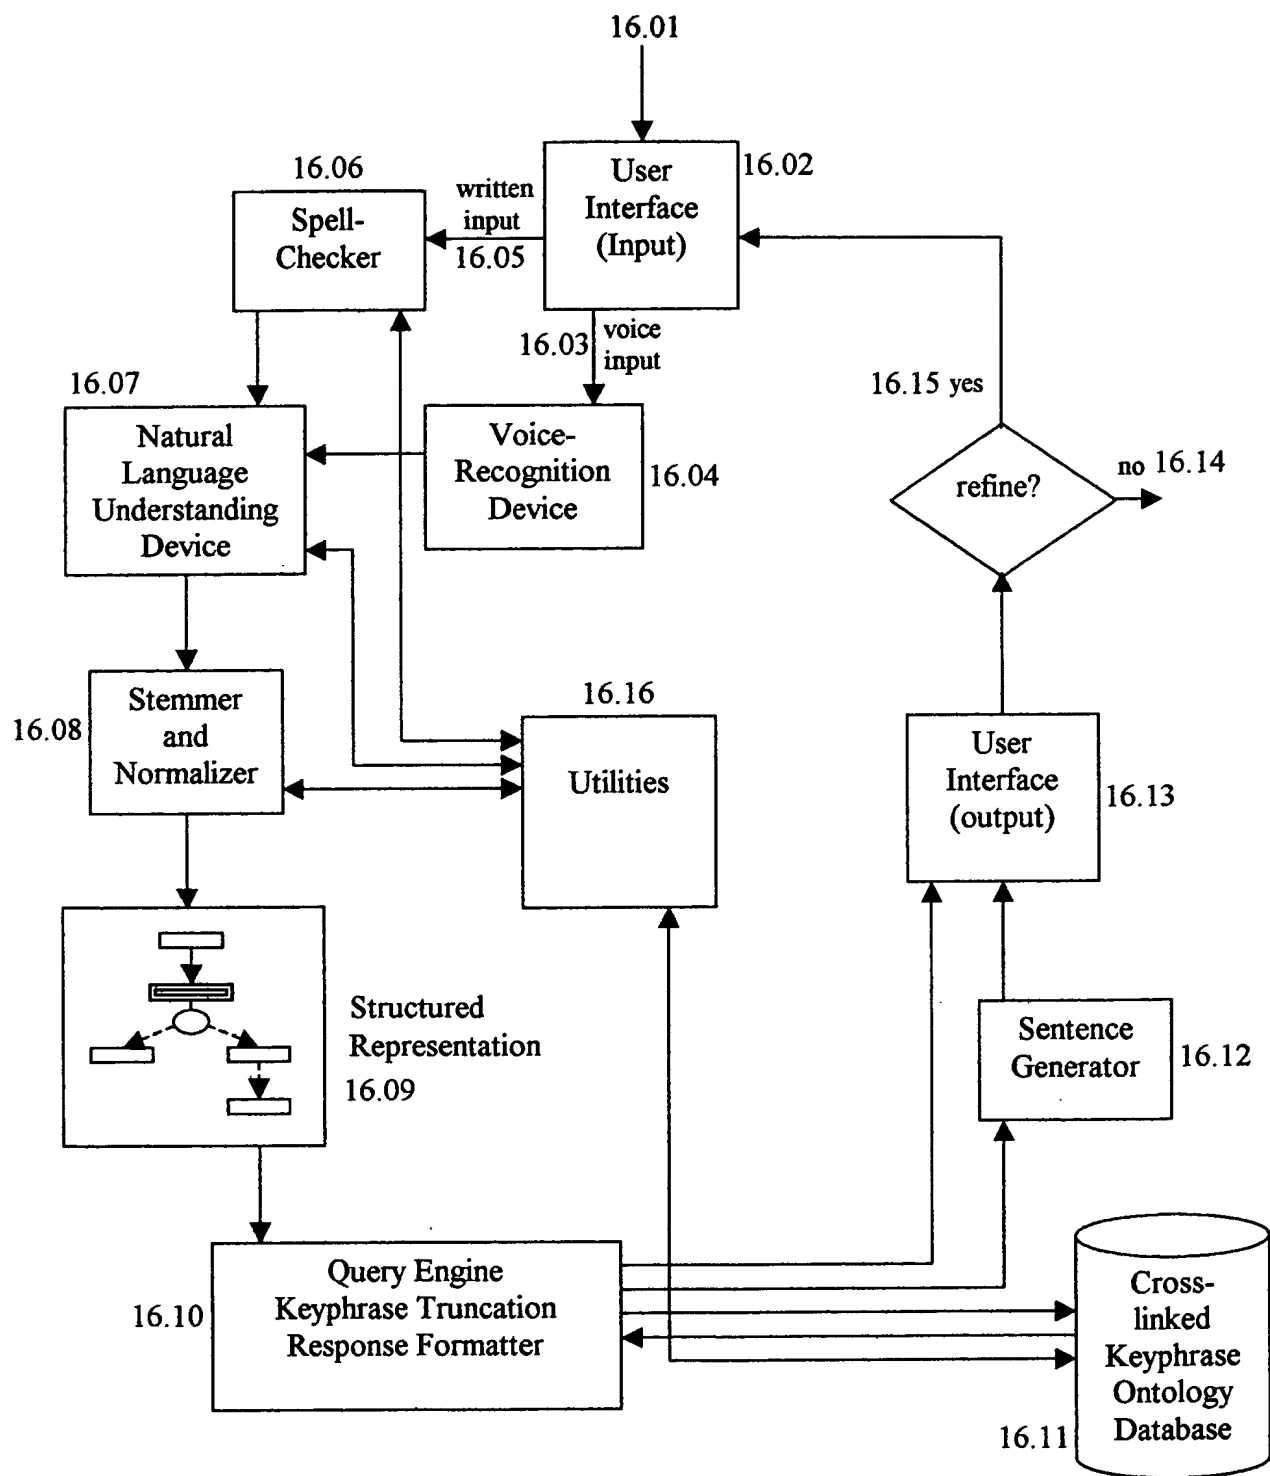 16.01
User
Interface
(Input)
16.02
16.06
Spell-
Checker
written
input
16.05
16.03
voice
input
16.07
Natural
Language
Understanding
Device
Voice-
Recognition
Device
16.04
16.15 yes
refine?
no 16.14
16.08
Stemmer
and
Normalizer
16.16
Utilities
User
Interface
(output)
16.13
Structured
Representation
16.09
Sentence
Generator
16.12
16.10
Query Engine
Keyphrase Truncation
Response Formatter
Cross-
linked
Keyphrase
Ontology
Database
16.11